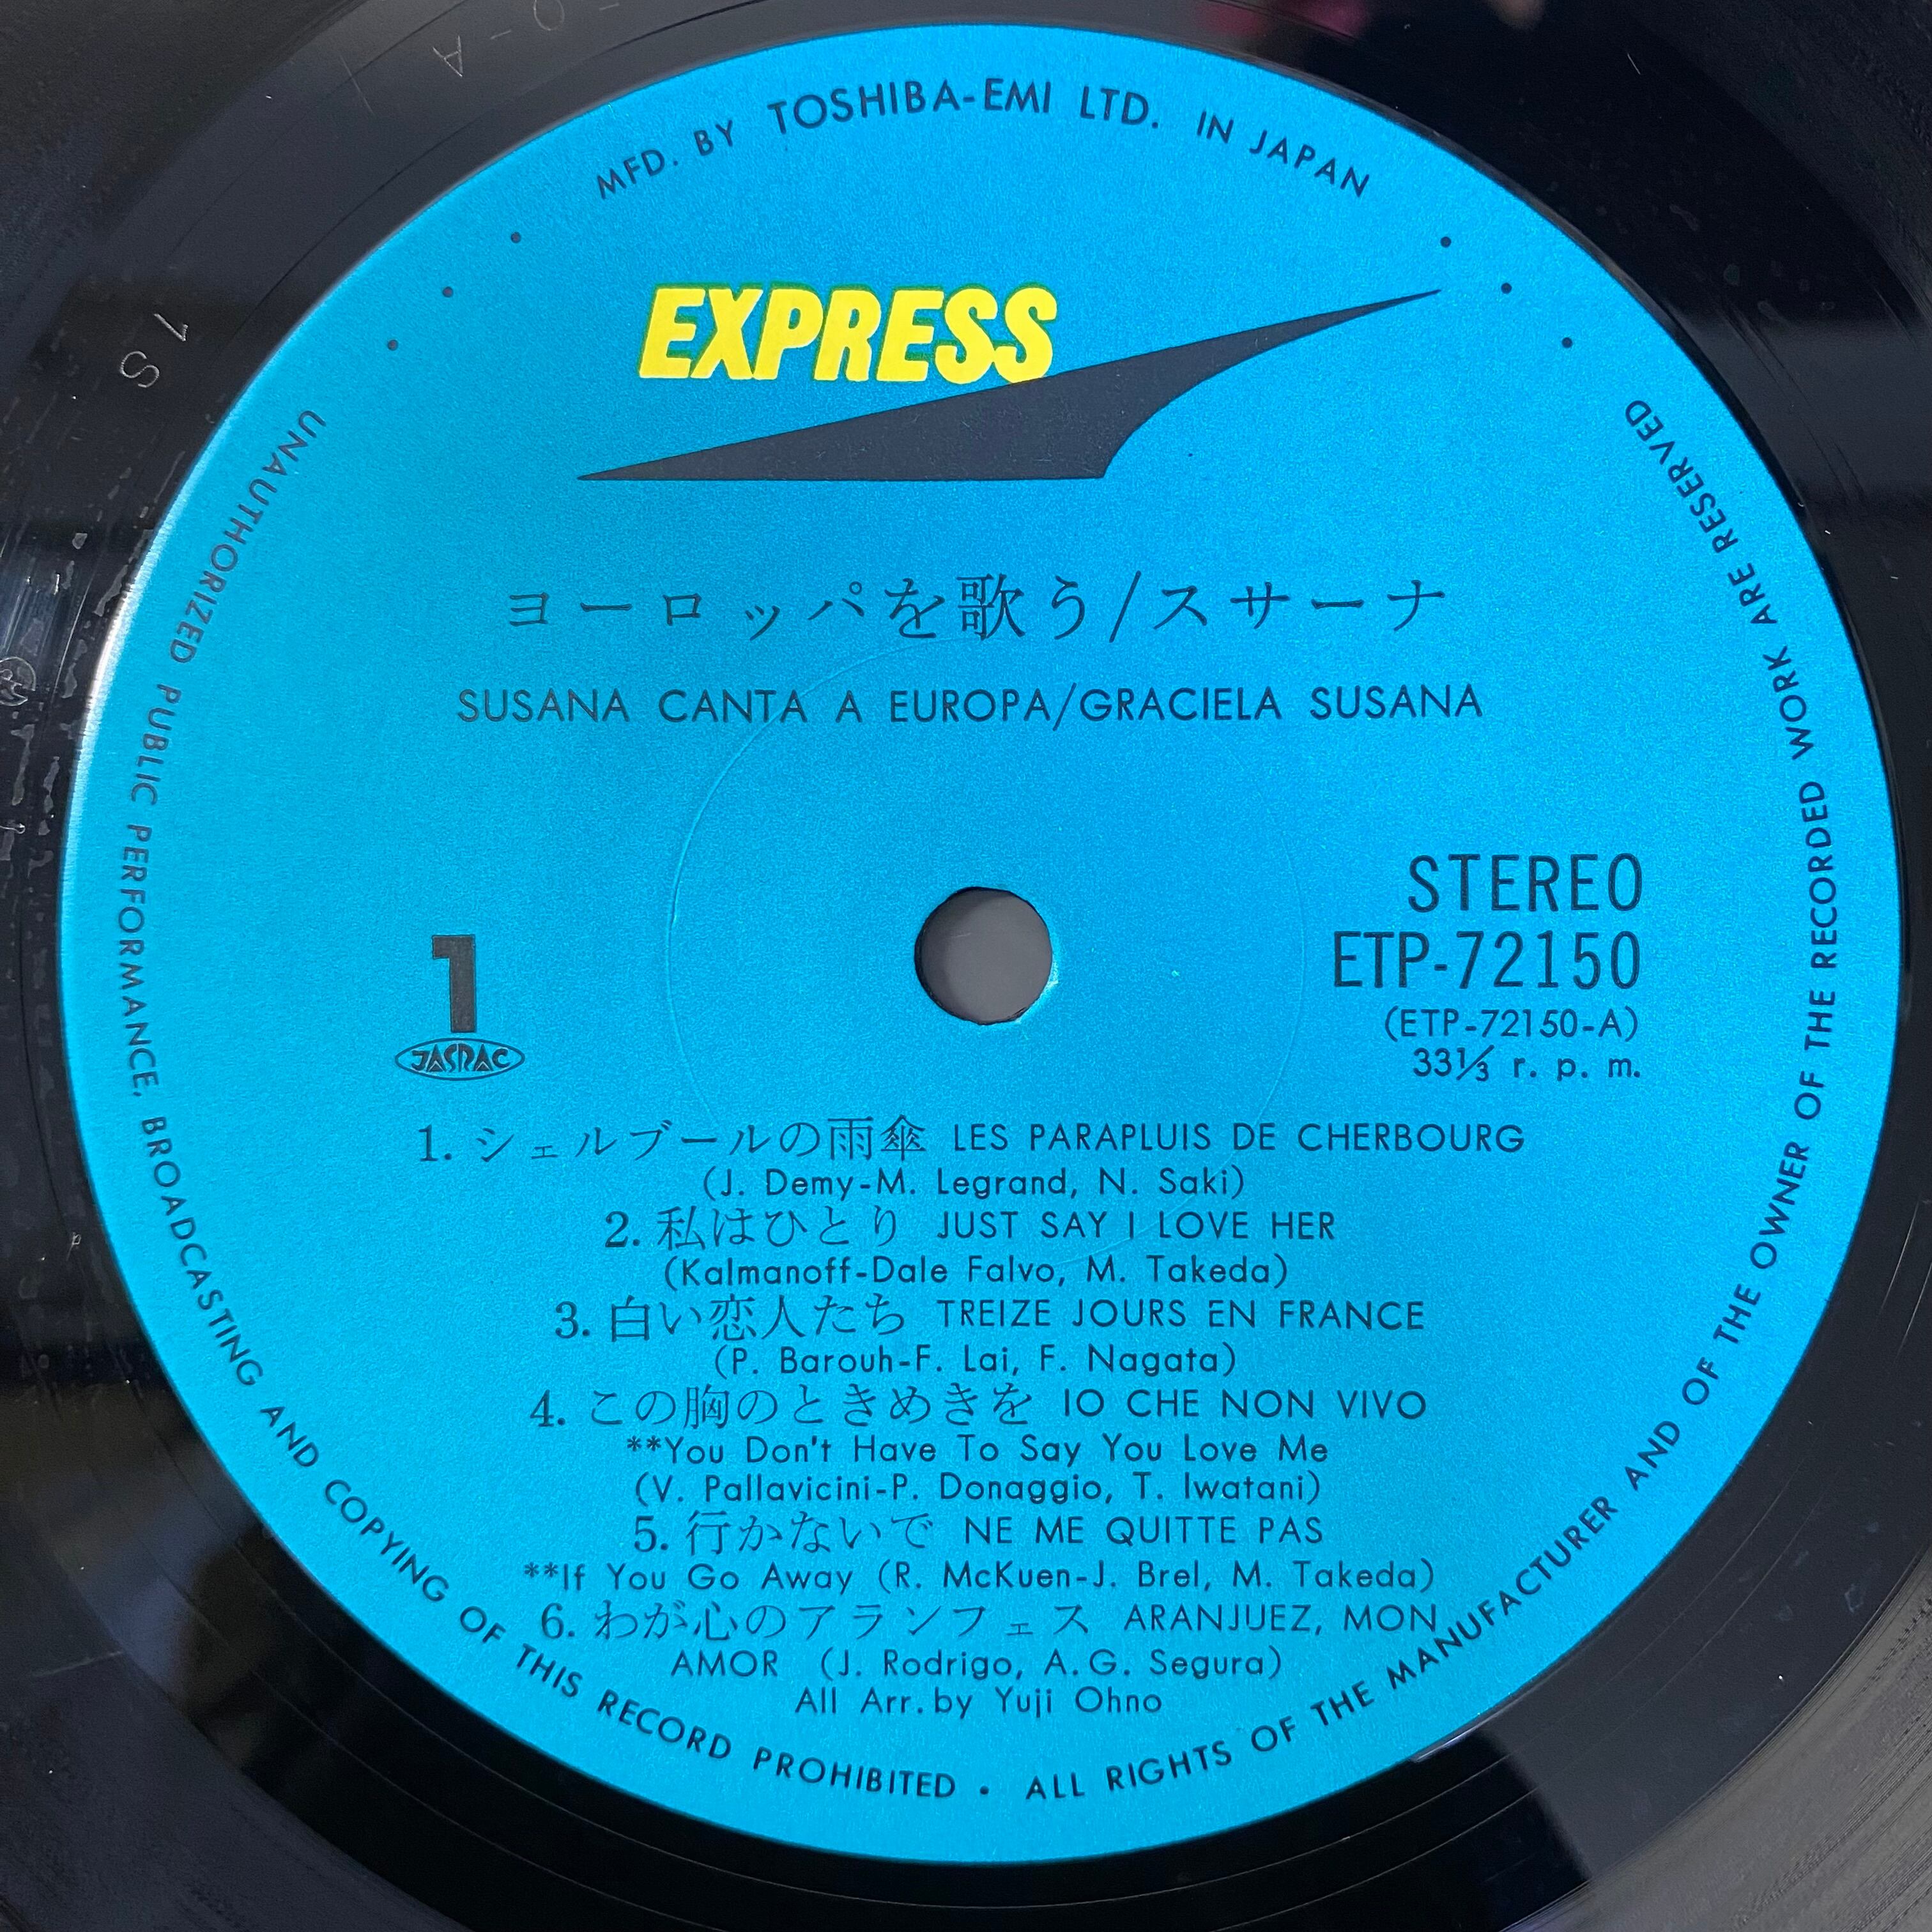 MFD. BY TOSHIBA-EMI LTD. IN JAPAN
EXPRESS
ヨーロッパを歌う/スサーナ
SUSANA CANTA A EUROPA/GRACIELA SUSANA
STEREO
ETP-72150
(ETP-72150-A)
33⅓ r. p. m.
1
JASRAC
1. シェルブールの雨傘 LES PARAPLUIS DE CHERBOURG
(J. Demy-M. Legrand, N. Saki)
2. 私はひとり JUST SAY I LOVE HER
(Kalmanoff-Dale Falvo, M. Takeda)
3. 白い恋人たち TREIZE JOURS EN FRANCE
(P. Barouh-F. Lai, F. Nagata)
4. この胸のときめきを IO CHE NON VIVO
**You Don't Have To Say You Love Me
(V. Pallavicini-P. Donaggio, T. Iwatani)
5. 行かないで NE ME QUITTE PAS
**If You Go Away (R. McKuen-J. Brel, M. Takeda)
6. わが心のアランフェス ARANJUEZ, MON
AMOR (J. Rodrigo, A.G. Segura)
All Arr. by Yuji Ohno
UNAUTHORIZED PUBLIC PERFORMANCE, BROADCASTING AND COPYING OF THIS RECORD PROHIBITED • ALL RIGHTS OF THE MANUFACTURER AND OF THE OWNER OF THE RECORDED WORK ARE RESERVED
1 S